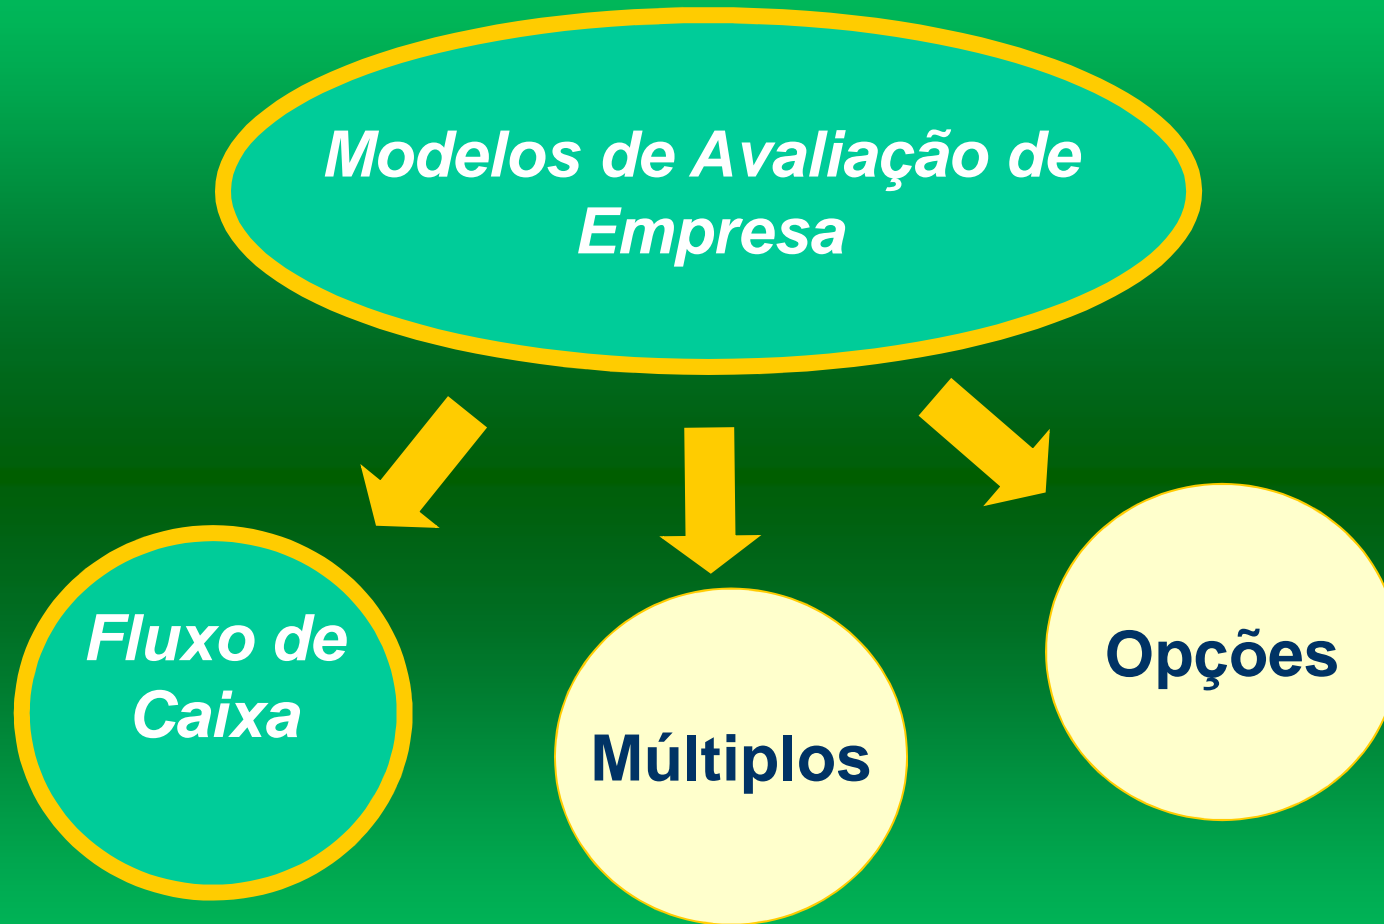 Modelos de Avaliação de
Empresa
Fluxo de
Caixa
Múltiplos
Opções